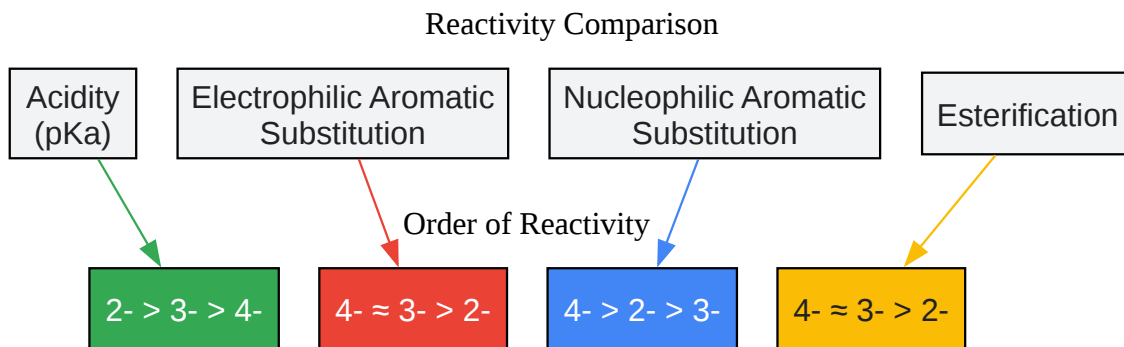 Reactivity Comparison
Acidity
(pKa)
Electrophilic Aromatic
Substitution
Nucleophilic Aromatic
Substitution
Esterification
Order of Reactivity
2- > 3- > 4-
4- ≈ 3- > 2-
4- > 2- > 3-
4- ≈ 3- > 2-